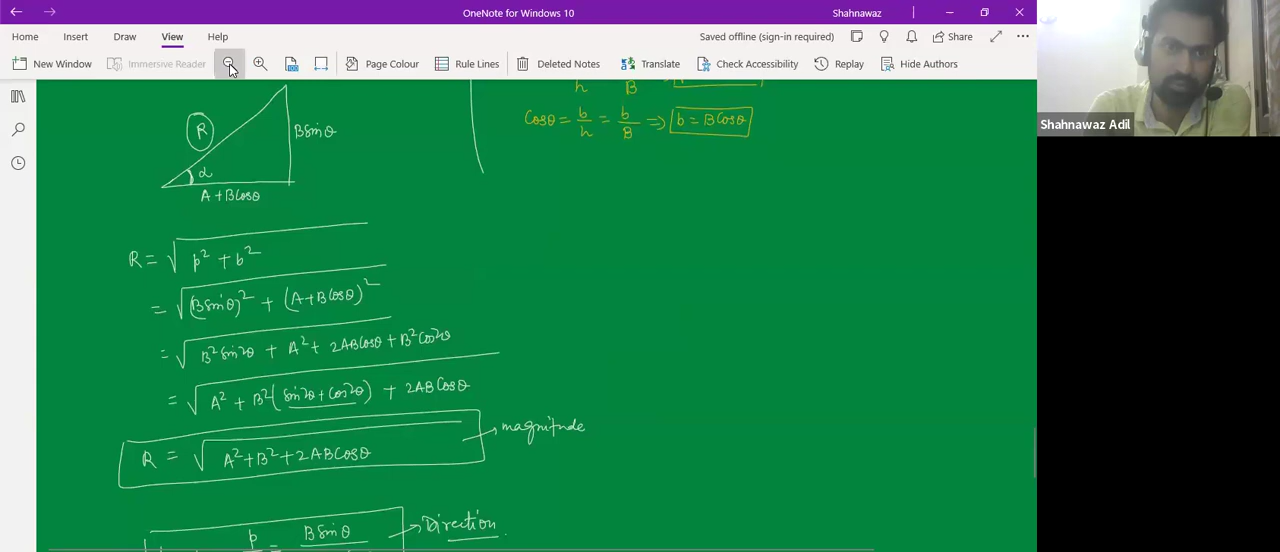 OneNote for Windows 10
Shahnawaz
Home Insert Draw View Help
Saved offline (sign-in required)
Share
New Window Immersive Reader Page Colour Rule Lines Deleted Notes Translate Check Accessibility Replay Hide Authors
Shahnawaz Adil
h B
Cosθ = b/h = b/B => b = BCosθ
R
α
BSinθ
A+BCosθ
R = √(p² + b²)
= √((BSinθ)² + (A+BCosθ)²)
= √(B²Sin²θ + A² + 2ABCosθ + B²Cos²θ)
= √(A² + B²(Sin²θ + Cos²θ) + 2ABCosθ)
R = √(A²+B²+2ABCosθ) → magnitude
p = BSinθ → Direction.